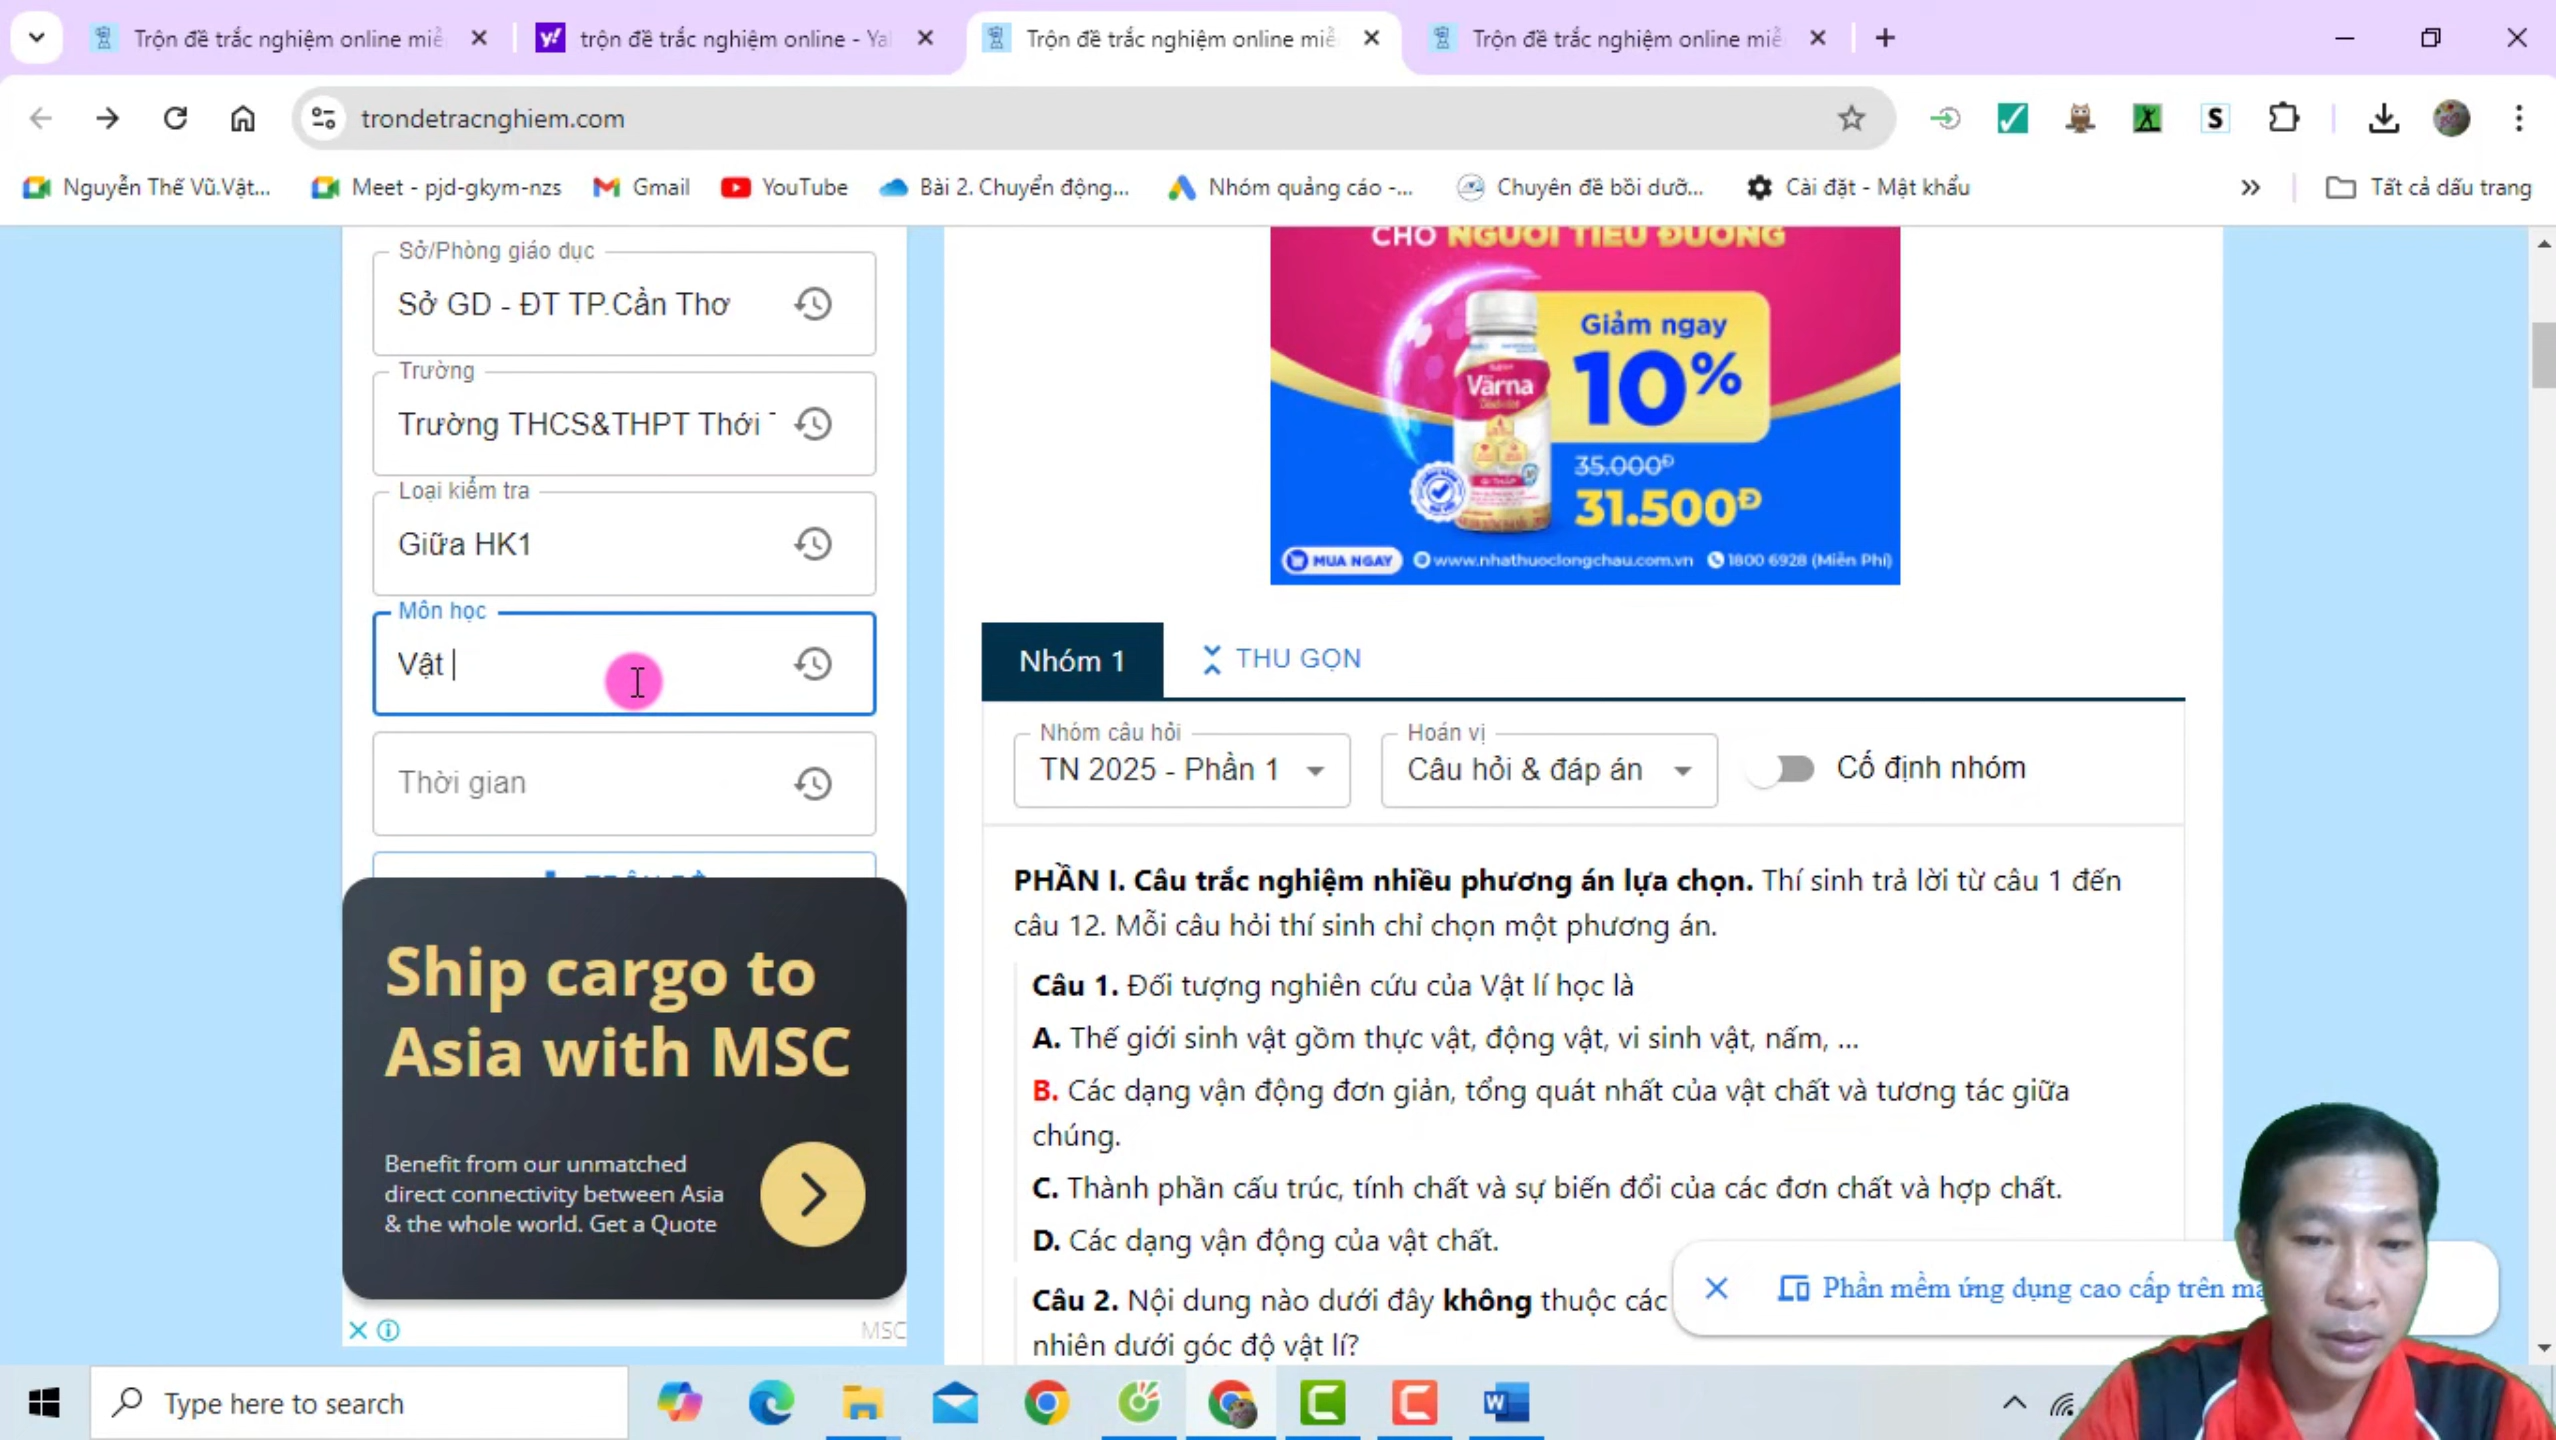 Trộn đề trắc nghiệm online miễ
trộn đề trắc nghiệm online - Ya
Trộn đề trắc nghiệm online miễ
Trộn đề trắc nghiệm online miễ
trondetracnghiem.com
Nguyễn Thế Vũ.Vật...
Meet - pjd-gkym-nzs
Gmail
YouTube
Bài 2. Chuyển động...
Nhóm quảng cáo -...
Chuyên đề bồi dưỡ...
Cài đặt - Mật khẩu
Tất cả dấu trang
Sở/Phòng giáo dục
Sở GD - ĐT TP.Cần Thơ
Trường
Trường THCS&THPT Thới
Loại kiểm tra
Giữa HK1
Môn học
Vật
Thời gian
Ship cargo to
Asia with MSC
Benefit from our unmatched
direct connectivity between Asia
& the whole world. Get a Quote
MSC
CHO NGƯỜI TIỂU ĐƯỜNG
Värna
Giảm ngay
10%
35.000Đ
31.500Đ
MUA NGAY
www.nhathuoclongchau.com.vn
1800 6928 (Miễn Phí)
Nhóm 1
THU GỌN
Nhóm câu hỏi
TN 2025 - Phần 1
Hoán vị
Câu hỏi & đáp án
Cố định nhóm
PHẦN I. Câu trắc nghiệm nhiều phương án lựa chọn. Thí sinh trả lời từ câu 1 đến
câu 12. Mỗi câu hỏi thí sinh chỉ chọn một phương án.
Câu 1. Đối tượng nghiên cứu của Vật lí học là
A. Thế giới sinh vật gồm thực vật, động vật, vi sinh vật, nấm, ...
B. Các dạng vận động đơn giản, tổng quát nhất của vật chất và tương tác giữa
chúng.
C. Thành phần cấu trúc, tính chất và sự biến đổi của các đơn chất và hợp chất.
D. Các dạng vận động của vật chất.
Câu 2. Nội dung nào dưới đây không thuộc các
nhiên dưới góc độ vật lí?
Phần mềm ứng dụng cao cấp trên
Type here to search